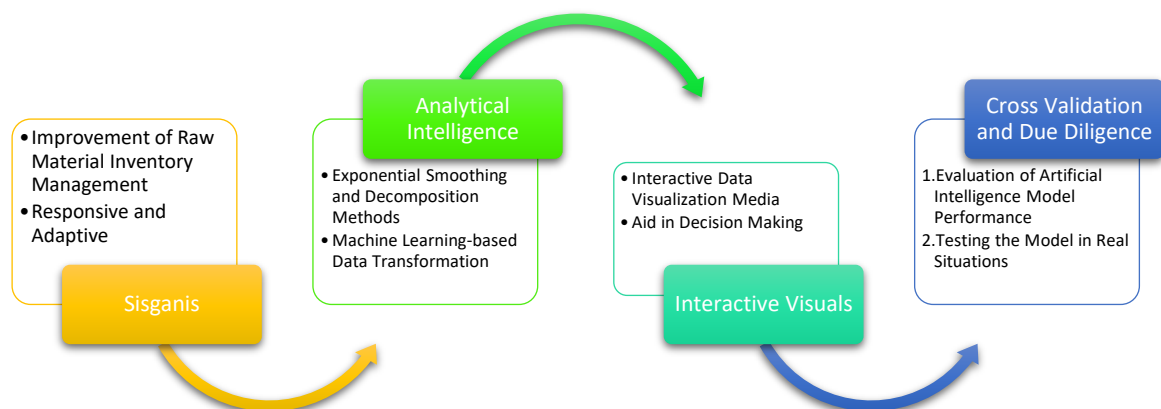 • Improvement of Raw
Material Inventory
Management
• Responsive and
Adaptive
Sisganis
Analytical
Intelligence
• Exponential Smoothing
and Decomposition
Methods
• Machine Learning-based
Data Transformation
• Interactive Data
Visualization Media
• Aid in Decision Making
Interactive Visuals
Cross Validation
and Due Diligence
1.Evaluation of Artificial
Intelligence Model
Performance
2.Testing the Model in Real
Situations